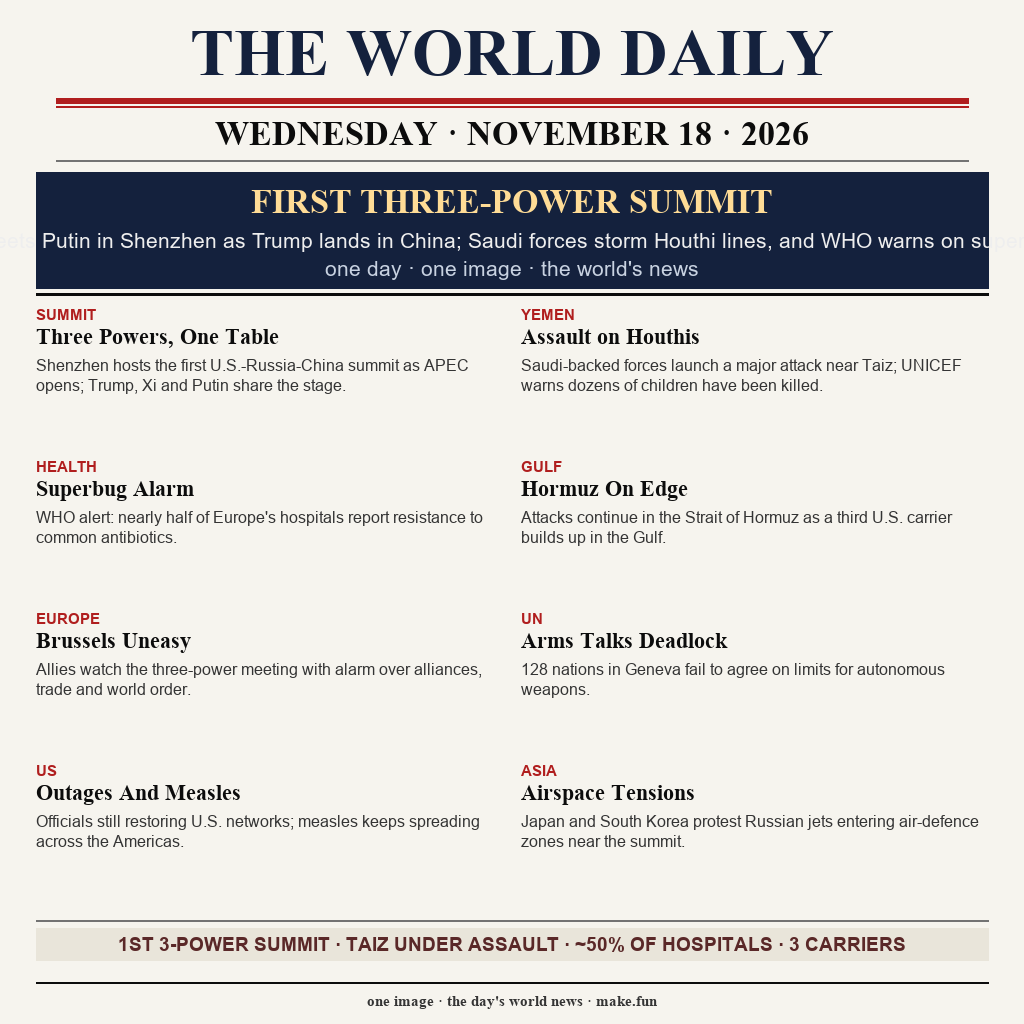 THE WORLD DAILY
WEDNESDAY · NOVEMBER 18 · 2026
FIRST THREE-POWER SUMMIT
Putin in Shenzhen as Trump lands in China; Saudi forces storm Houthi lines, and WHO warns on super
one day · one image · the world's news
SUMMIT
Three Powers, One Table
Shenzhen hosts the first U.S.-Russia-China summit as APEC
opens; Trump, Xi and Putin share the stage.
YEMEN
Assault on Houthis
Saudi-backed forces launch a major attack near Taiz; UNICEF
warns dozens of children have been killed.
HEALTH
Superbug Alarm
WHO alert: nearly half of Europe's hospitals report resistance to
common antibiotics.
GULF
Hormuz On Edge
Attacks continue in the Strait of Hormuz as a third U.S. carrier
builds up in the Gulf.
EUROPE
Brussels Uneasy
Allies watch the three-power meeting with alarm over alliances,
trade and world order.
UN
Arms Talks Deadlock
128 nations in Geneva fail to agree on limits for autonomous
weapons.
US
Outages And Measles
Officials still restoring U.S. networks; measles keeps spreading
across the Americas.
ASIA
Airspace Tensions
Japan and South Korea protest Russian jets entering air-defence
zones near the summit.
1ST 3-POWER SUMMIT · TAIZ UNDER ASSAULT · ~50% OF HOSPITALS · 3 CARRIERS
one image · the day's world news · make.fun